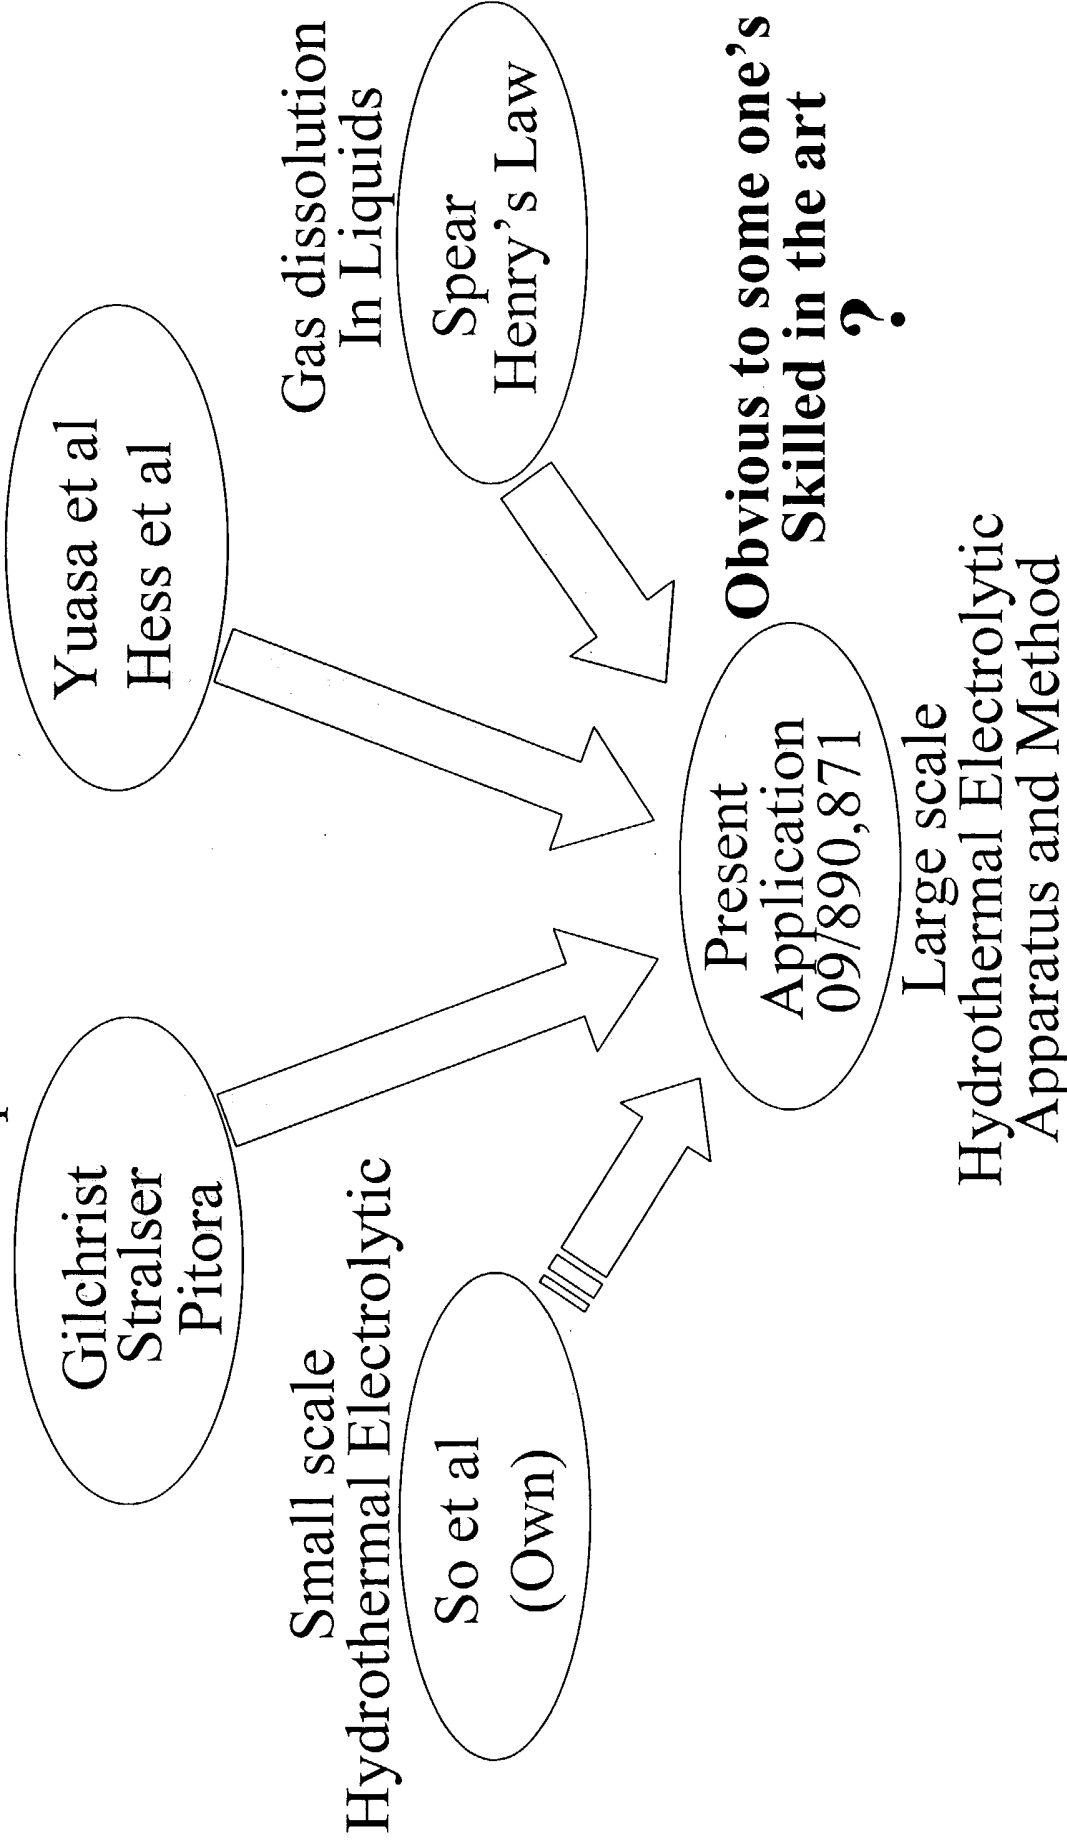 Gilchrist
Stralser
Pitora
Yuasa et al
Hess et al
Small scale
Hydrothermal Electrolytic
So et al
(Own)
Gas dissolution
In Liquids
Spear
Henry's Law
Present
Application
09/890,871
Obvious to some one's
Skilled in the art
?
Large scale
Hydrothermal Electrolytic
Apparatus and Method